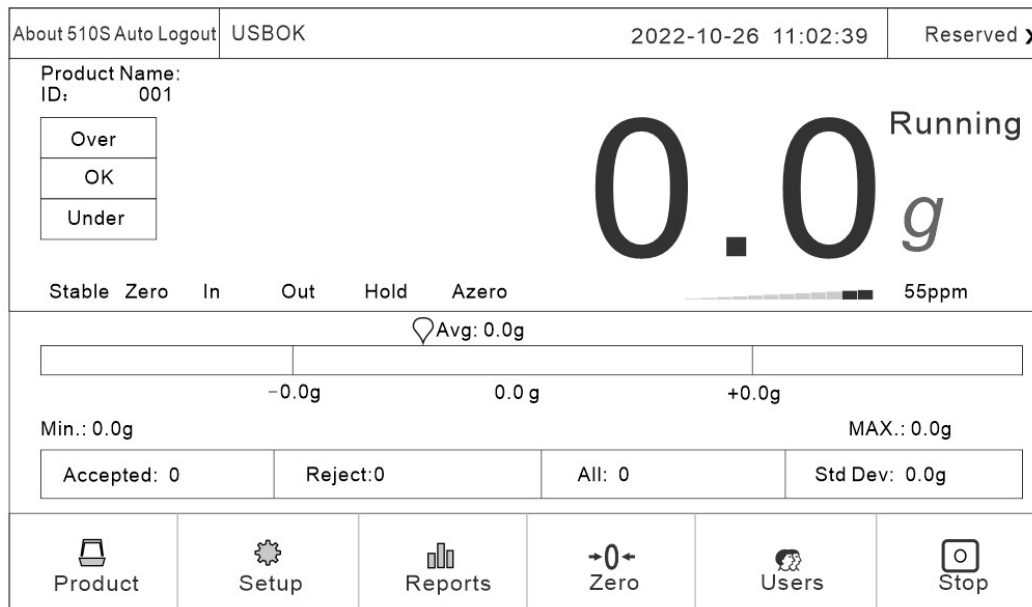 About 510S Auto Logout USBOK 2022-10-26 11:02:39 Reserved
Product Name:
ID: 001
Running
Over
OK
Under
0.0 g
Stable Zero In Out Hold Azero 55ppm
Avg: 0.0g
-0.0g 0.0 g +0.0g
Min.: 0.0g MAX.: 0.0g
Accepted: 0 Reject:0 All: 0 Std Dev: 0.0g
→0←
Product Setup Reports Zero Users Stop